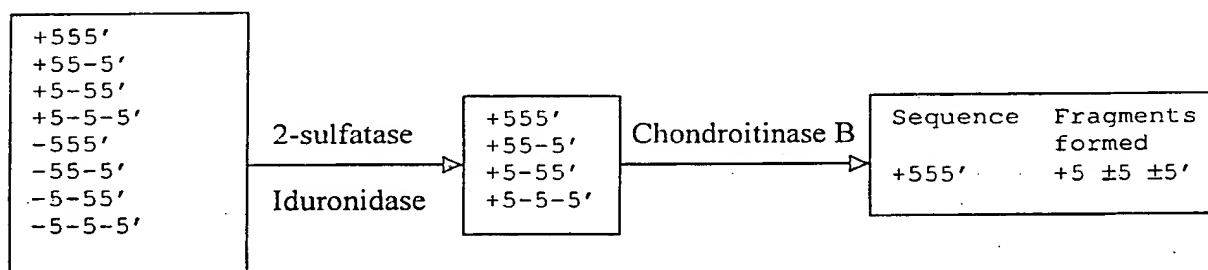 +555'
+55-5'
+5-55'
+5-5-5'
-555'
-55-5'
-5-55'
-5-5-5'
2-sulfatase
Iduronidase
+555'
+55-5'
+5-55'
+5-5-5'
Chondroitinase B
Sequence Fragments
formed
+555' +5 ±5 ±5'